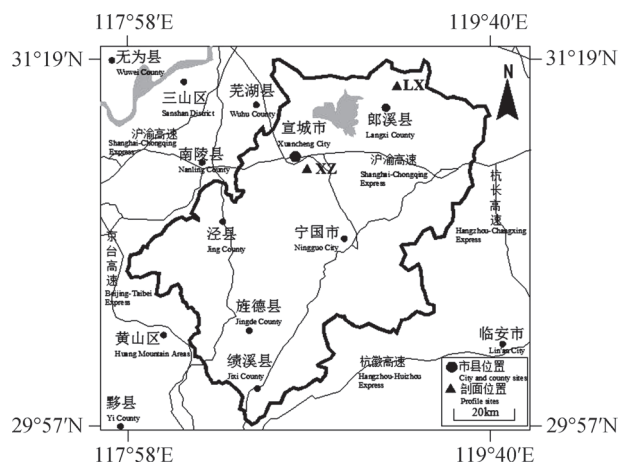 117°58′E
119°40′E
31°19′N
31°19′N
无为县
Wuwei County
三山区
Sanshan District
芜湖县
Wuhu County
LX
N
郎溪县
Langxi County
宣城市
Xuancheng City
沪渝高速
Shanghai-Chongqing
Express
南陵县
Nanling County
XZ
沪渝高速
Shanghai-Chongqing
Express
杭长高速
Hangzhou-Changxing
Express
泾县
Jing County
宁国市
Ningguo City
京台高速
Beijing-Taibei
Express
旌德县
Jingde County
黄山区
Huang Mountain Areas
临安市
Lin'an City
绩溪县
Jixi County
杭徽高速
Hangzhou-Huizhou
Express
市县位置
City and county sites
剖面位置
Profile sites
20km
黟县
Yi County
29°57′N
29°57′N
117°58′E
119°40′E